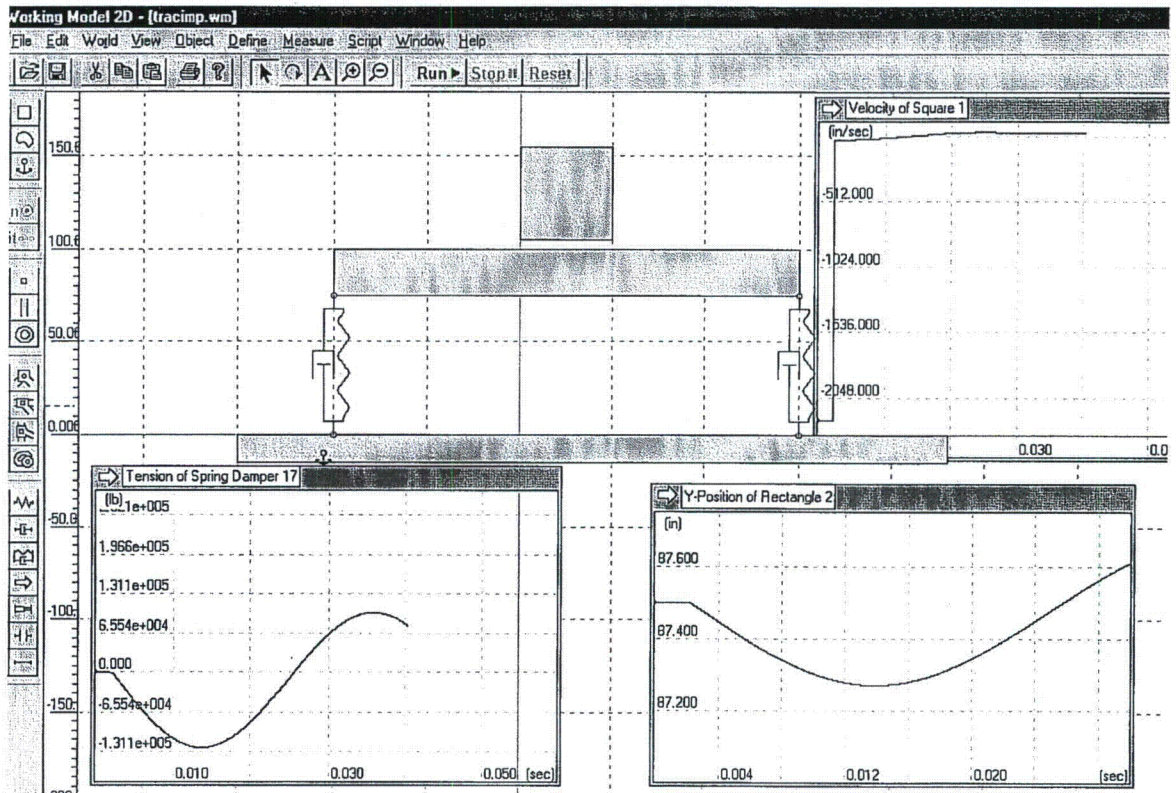 Working Model 2D - [tracimp.wm]
File Edit World View Object Define Measure Script Window Help
Run Stop Reset
Velocity of Square 1
(in/sec)
-512.000
-1024.000
-1536.000
-2048.000
0.030
150.0
100.0
50.00
0.000
-50.0
-100.
-150.
Tension of Spring Damper 17
(lb)
1.966e+005
1.311e+005
6.554e+004
0.000
-6.554e+004
-1.311e+005
0.010 0.030 0.050 (sec)
Y-Position of Rectangle 2
(in)
87.600
87.400
87.200
0.004 0.012 0.020 (sec)